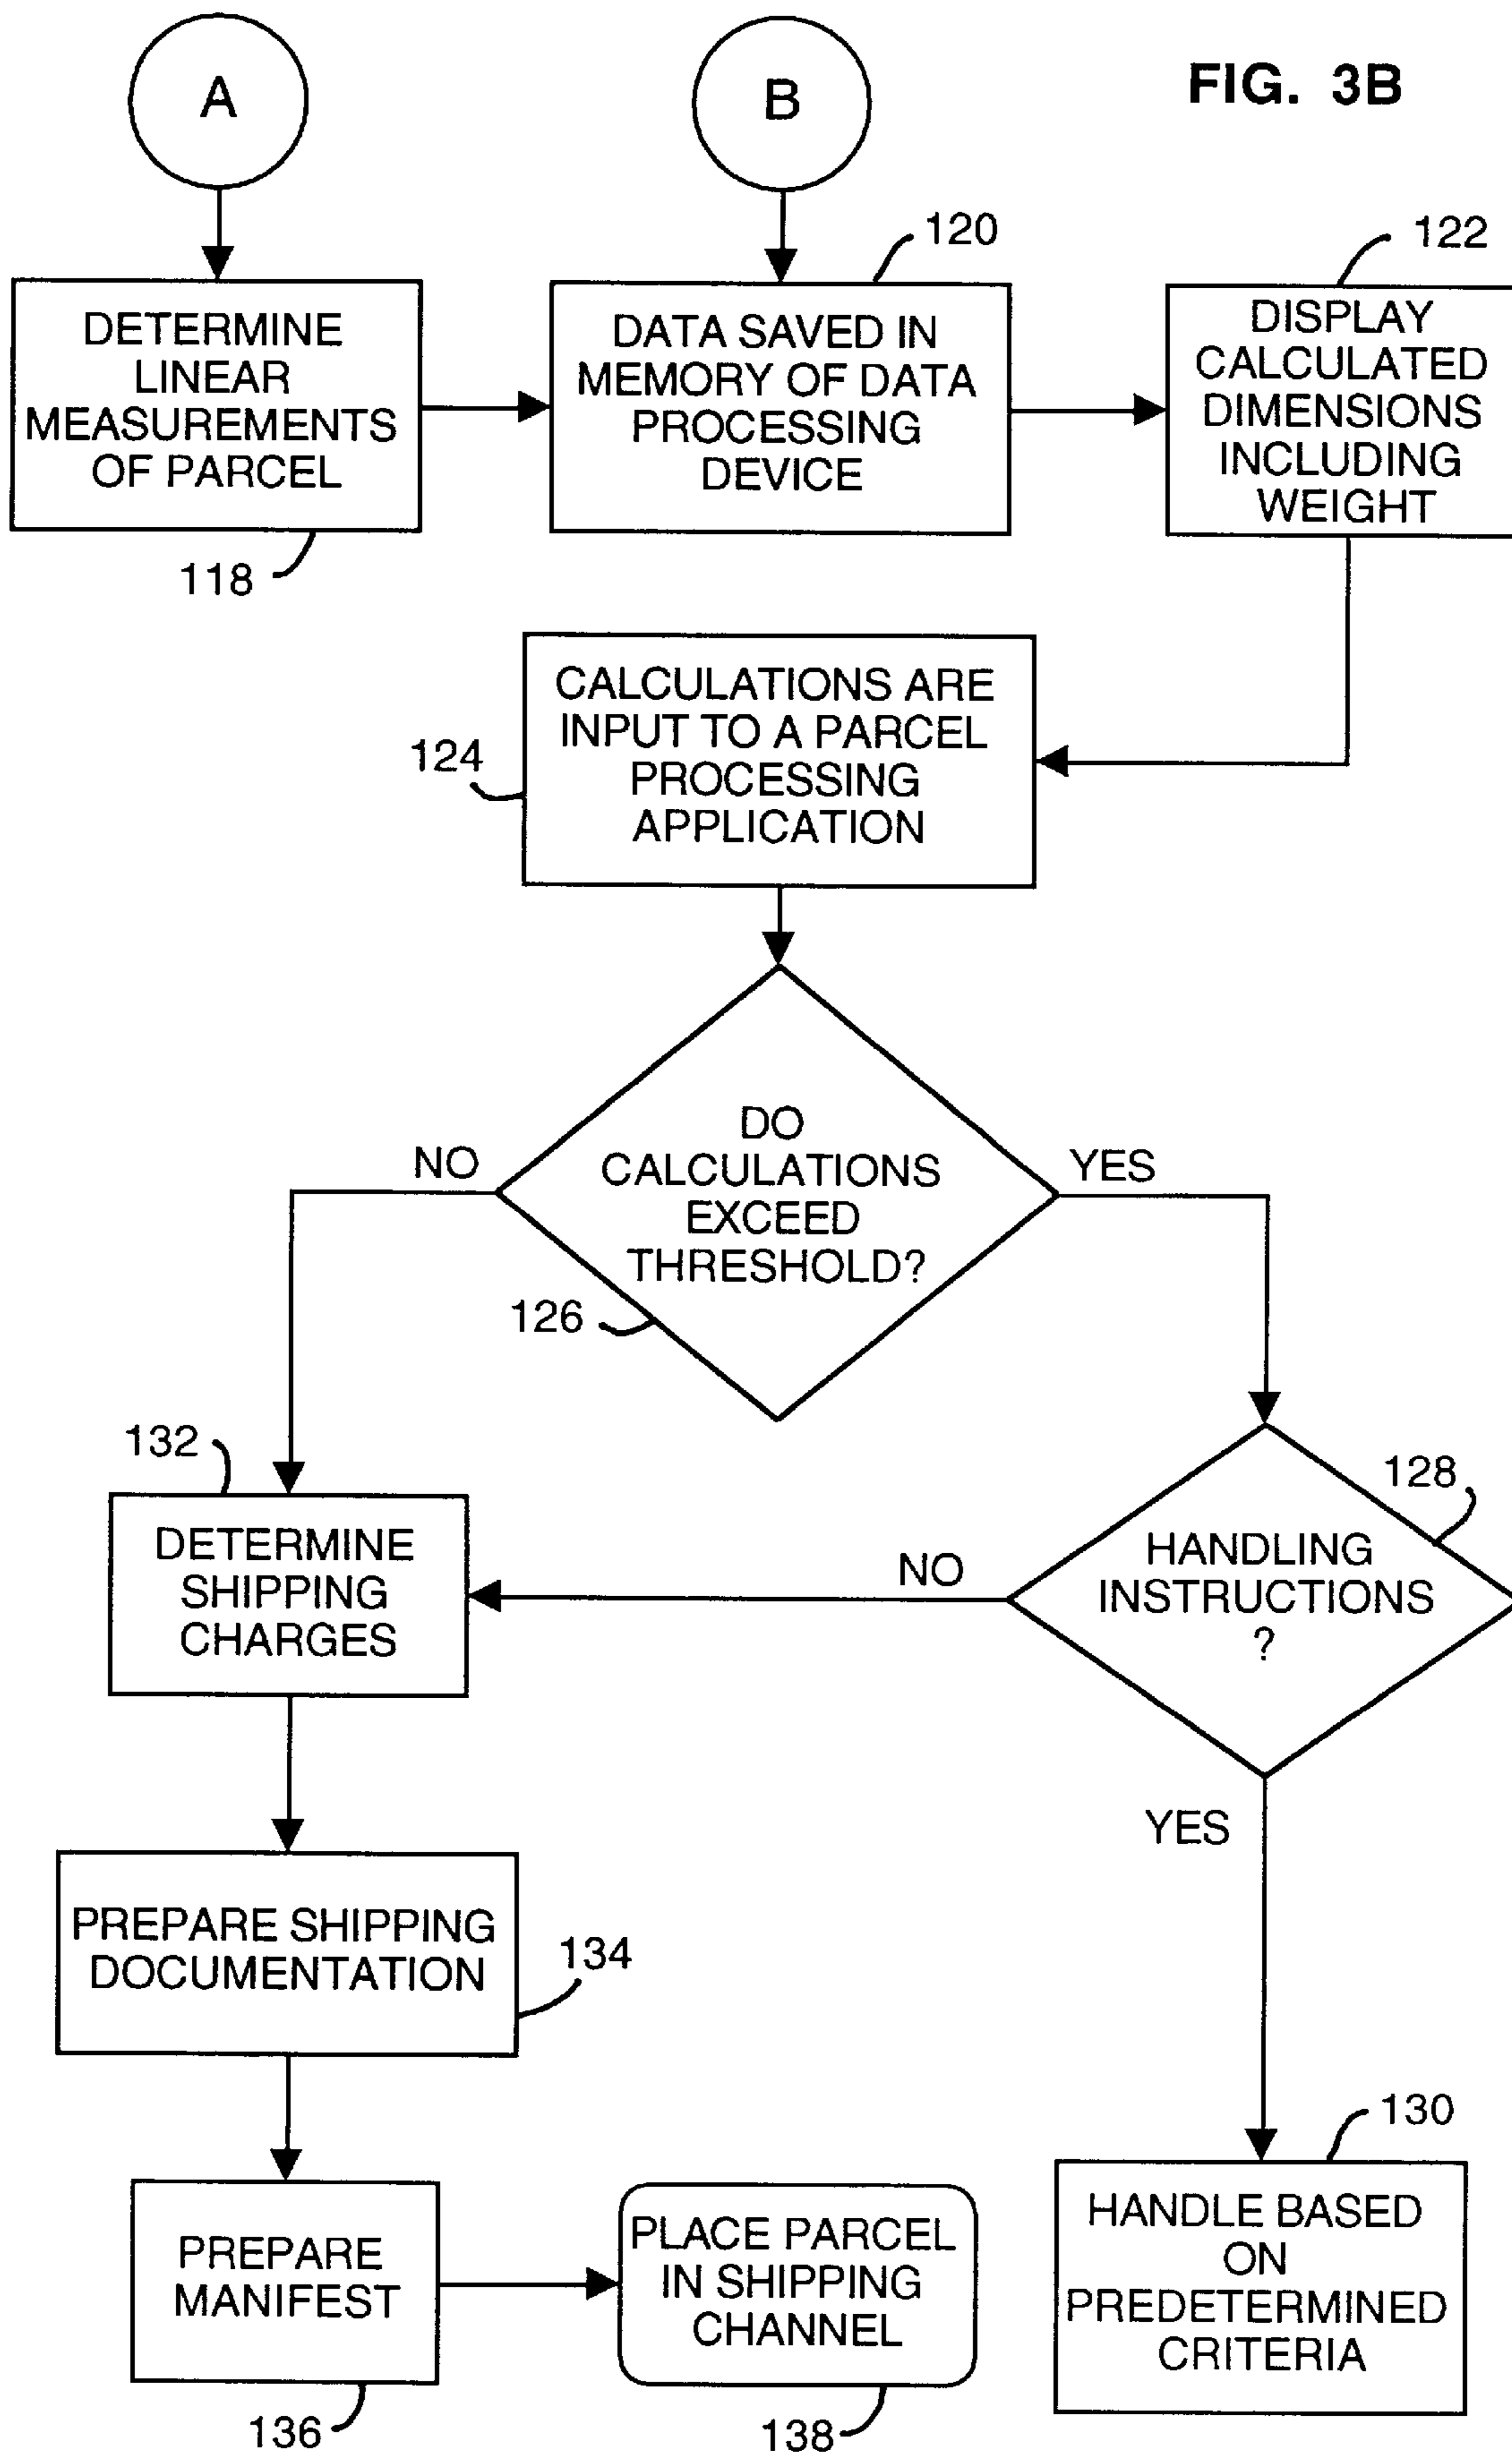 A
B
FIG. 3B
120
122
DETERMINE
LINEAR
MEASUREMENTS
OF PARCEL
118
DATA SAVED IN
MEMORY OF DATA
PROCESSING
DEVICE
DISPLAY
CALCULATED
DIMENSIONS
INCLUDING
WEIGHT
CALCULATIONS ARE
INPUT TO A PARCEL
PROCESSING
APPLICATION
124
DO
CALCULATIONS
EXCEED
THRESHOLD?
126
NO
YES
132
DETERMINE
SHIPPING
CHARGES
NO
128
HANDLING
INSTRUCTIONS
?
YES
PREPARE SHIPPING
DOCUMENTATION
134
130
PREPARE
MANIFEST
136
PLACE PARCEL
IN SHIPPING
CHANNEL
138
HANDLE BASED
ON
PREDETERMINED
CRITERIA